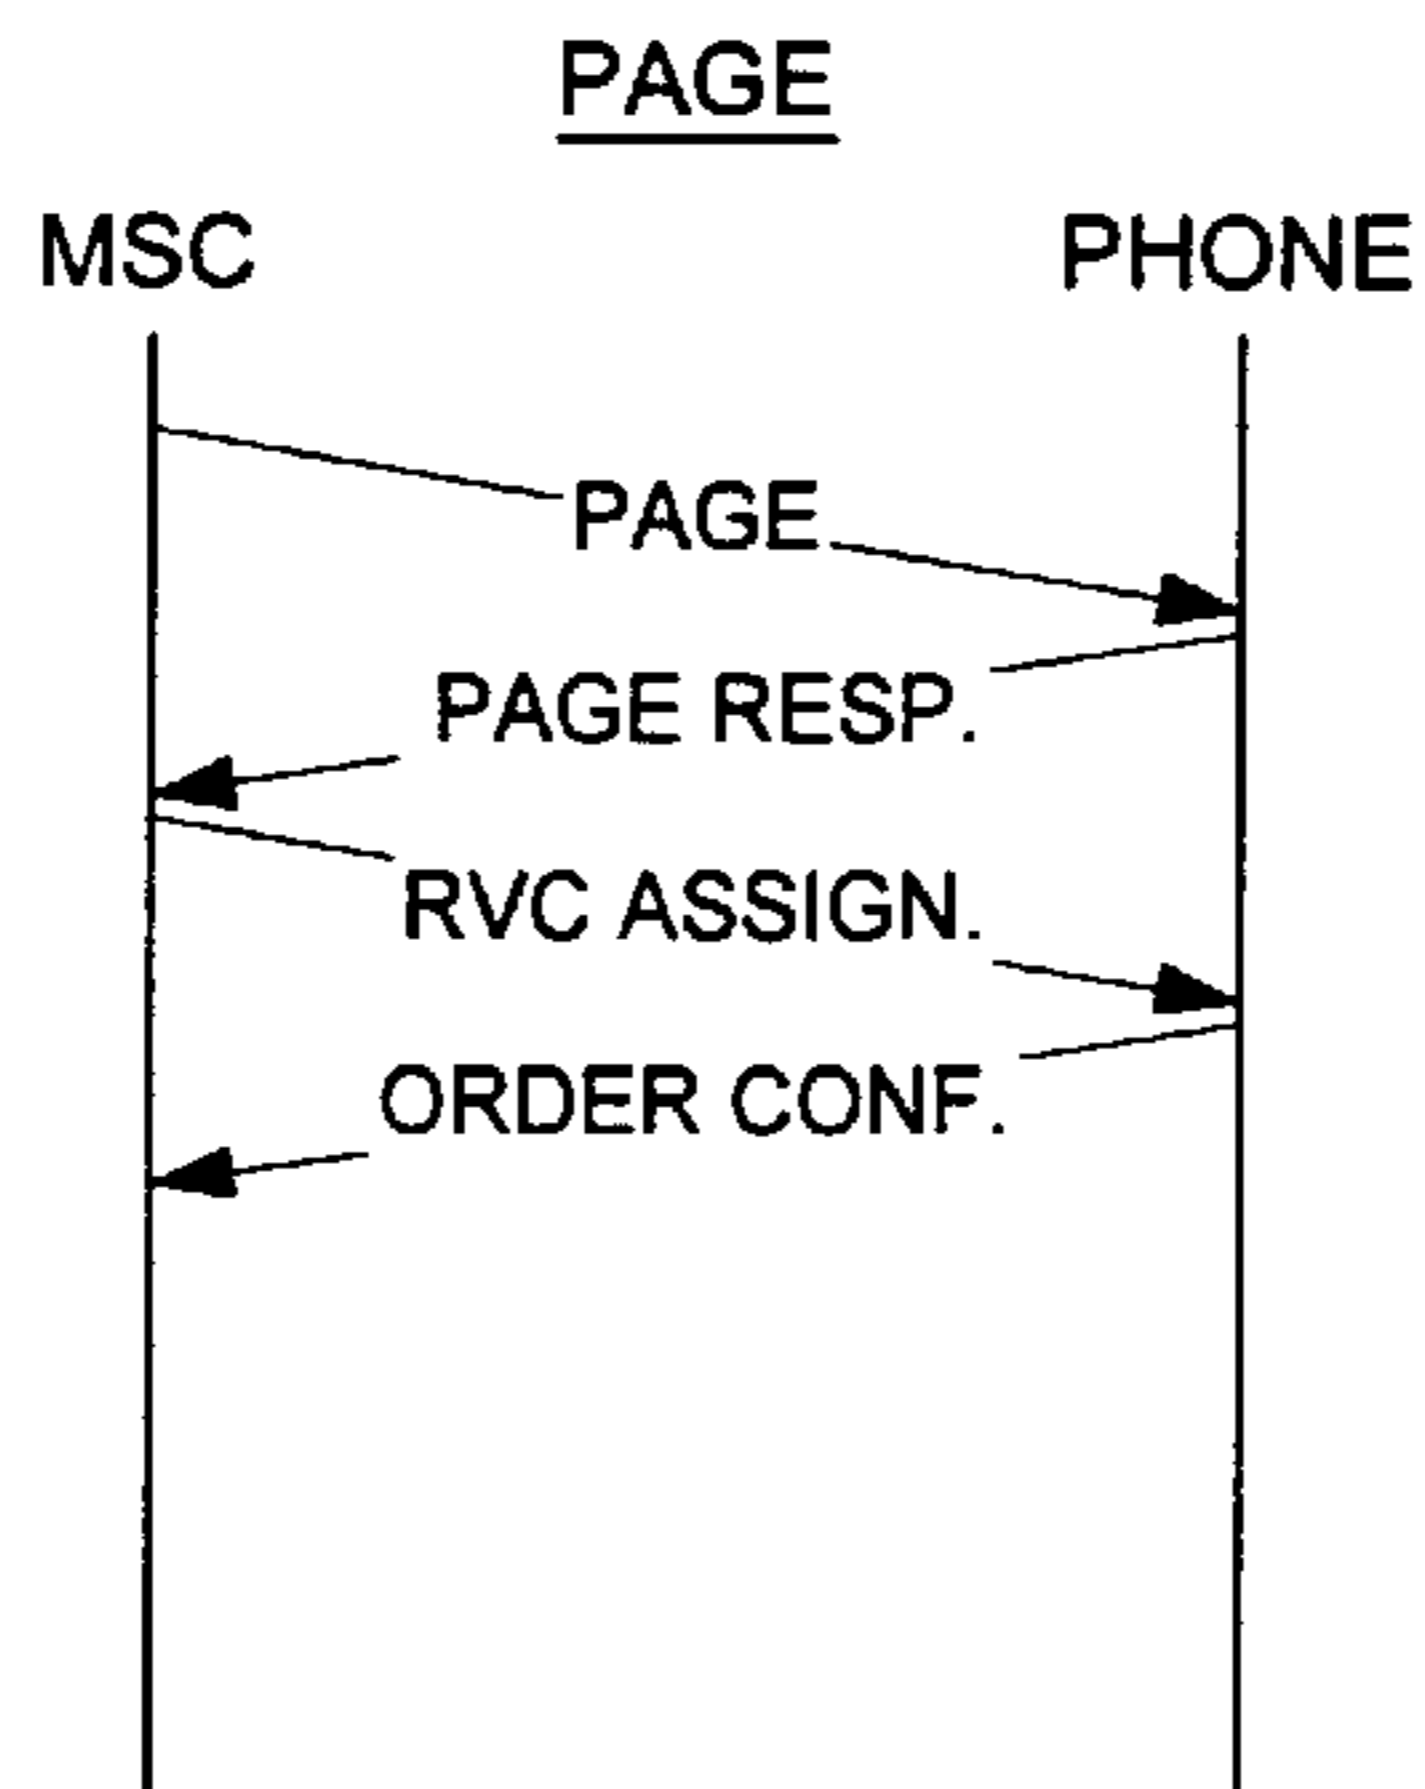 PAGE
MSC PHONE
PAGE
PAGE RESP.
RVC ASSIGN.
ORDER CONF.